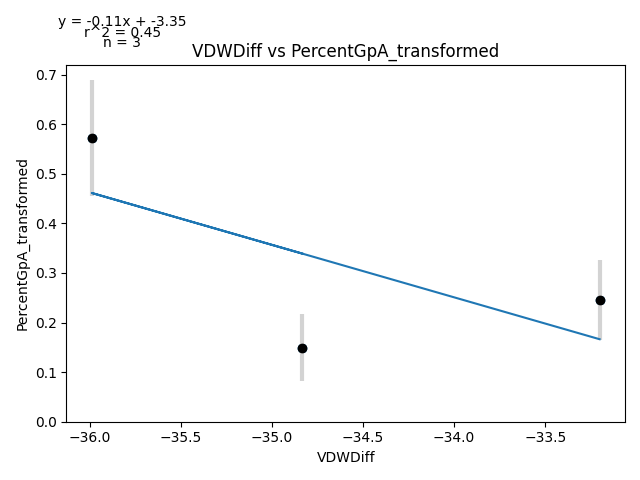 y = -0.11x + -3.35
r^2 = 0.45
n = 3
VDWDiff vs PercentGpA_transformed
PercentGpA_transformed
0.7
0.6
0.5
0.4
0.3
0.2
0.1
0.0
−36.0 −35.5 −35.0 −34.5 −34.0 −33.5
VDWDiff